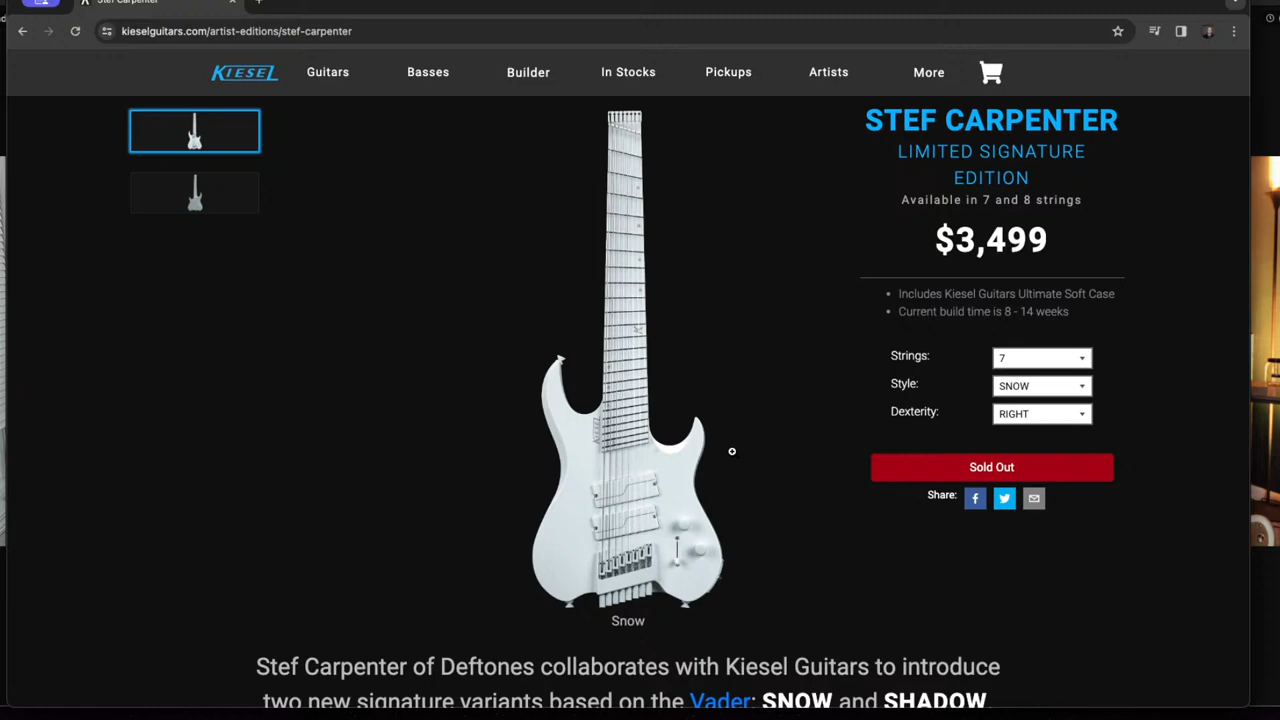 Stef Carpenter
kieselguitars.com/artist-editions/stef-carpenter
KIESEL
Guitars
Basses
Builder
In Stocks
Pickups
Artists
More
STEF CARPENTER
LIMITED SIGNATURE
EDITION
Available in 7 and 8 strings
$3,499
Includes Kiesel Guitars Ultimate Soft Case
Current build time is 8 - 14 weeks
Strings: 7
Style: SNOW
Dexterity: RIGHT
Sold Out
Share:
Snow
Stef Carpenter of Deftones collaborates with Kiesel Guitars to introduce
two new signature variants based on the Vader: SNOW and SHADOW